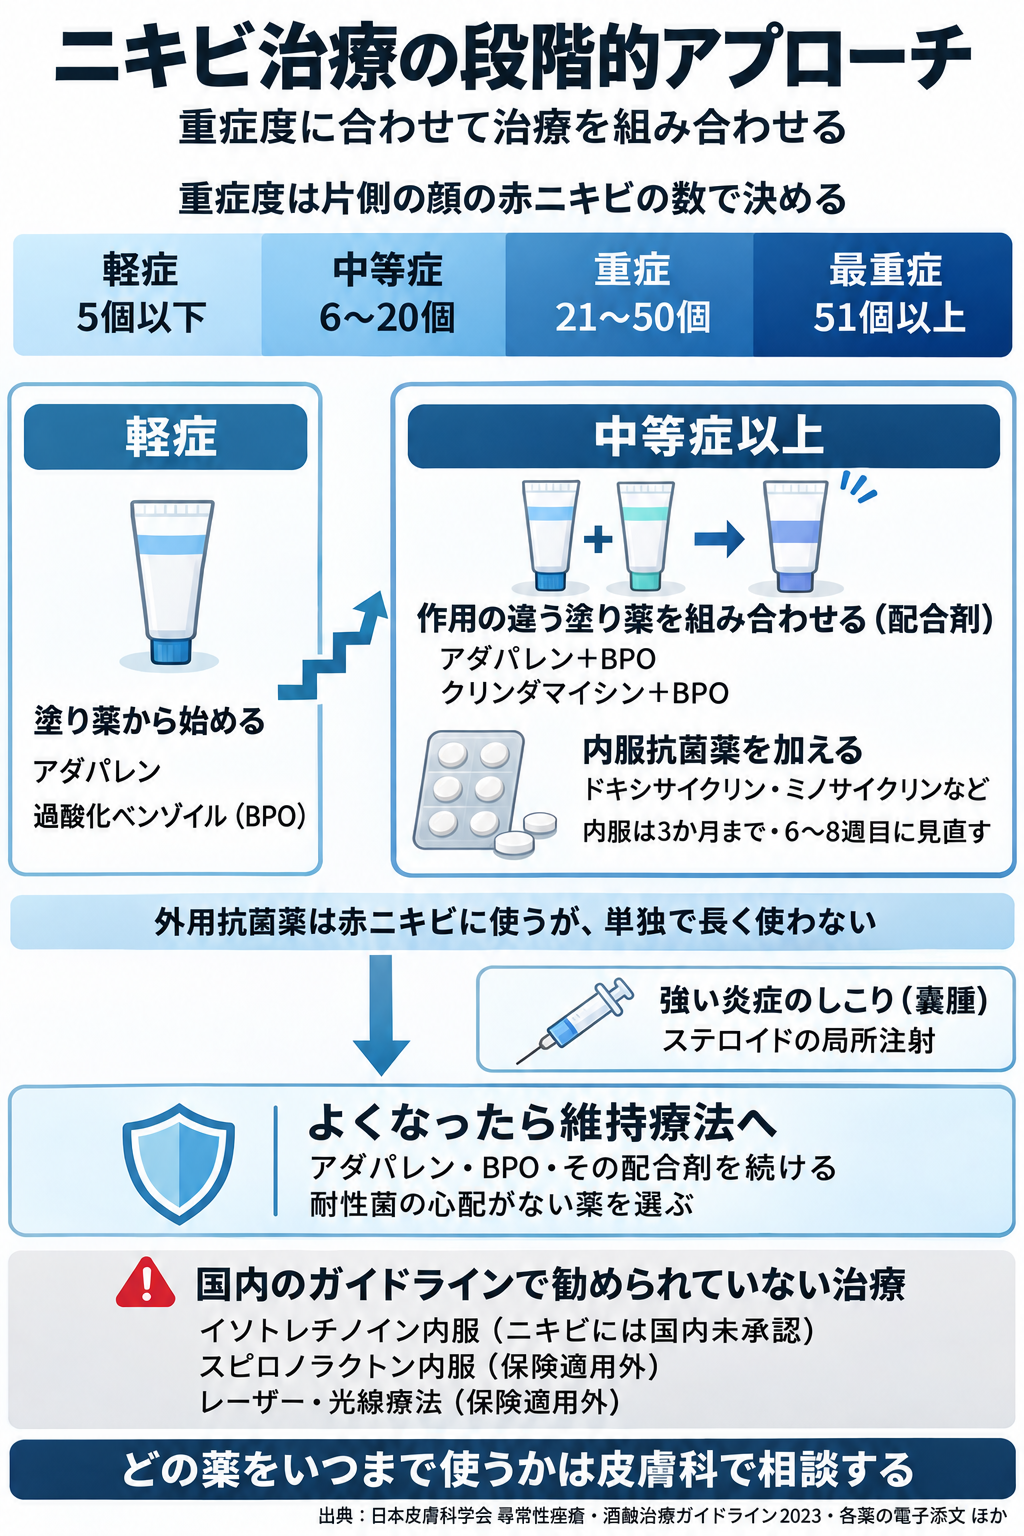 ニキビ治療の段階的アプローチ
重症度に合わせて治療を組み合わせる
重症度は片側の顔の赤ニキビの数で決める
軽症
5個以下
中等症
6～20個
重症
21～50個
最重症
51個以上
軽症
塗り薬から始める
アダパレン
過酸化ベンゾイル（BPO）
中等症以上
作用の違う塗り薬を組み合わせる（配合剤）
アダパレン＋BPO
クリンダマイシン＋BPO
内服抗菌薬を加える
ドキシサイクリン・ミノサイクリンなど
内服は3か月まで・6～8週目に見直す
外用抗菌薬は赤ニキビに使うが、単独で長く使わない
強い炎症のしこり（嚢腫）
ステロイドの局所注射
よくなったら維持療法へ
アダパレン・BPO・その配合剤を続ける
耐性菌の心配がない薬を選ぶ
国内のガイドラインで勧められていない治療
イソトレチノイン内服（ニキビには国内未承認）
スピロノラクトン内服（保険適用外）
レーザー・光線療法（保険適用外）
どの薬をいつまで使うかは皮膚科で相談する
出典：日本皮膚科学会 尋常性痤瘡・酒皶治療ガイドライン2023・各薬の電子添文 ほか